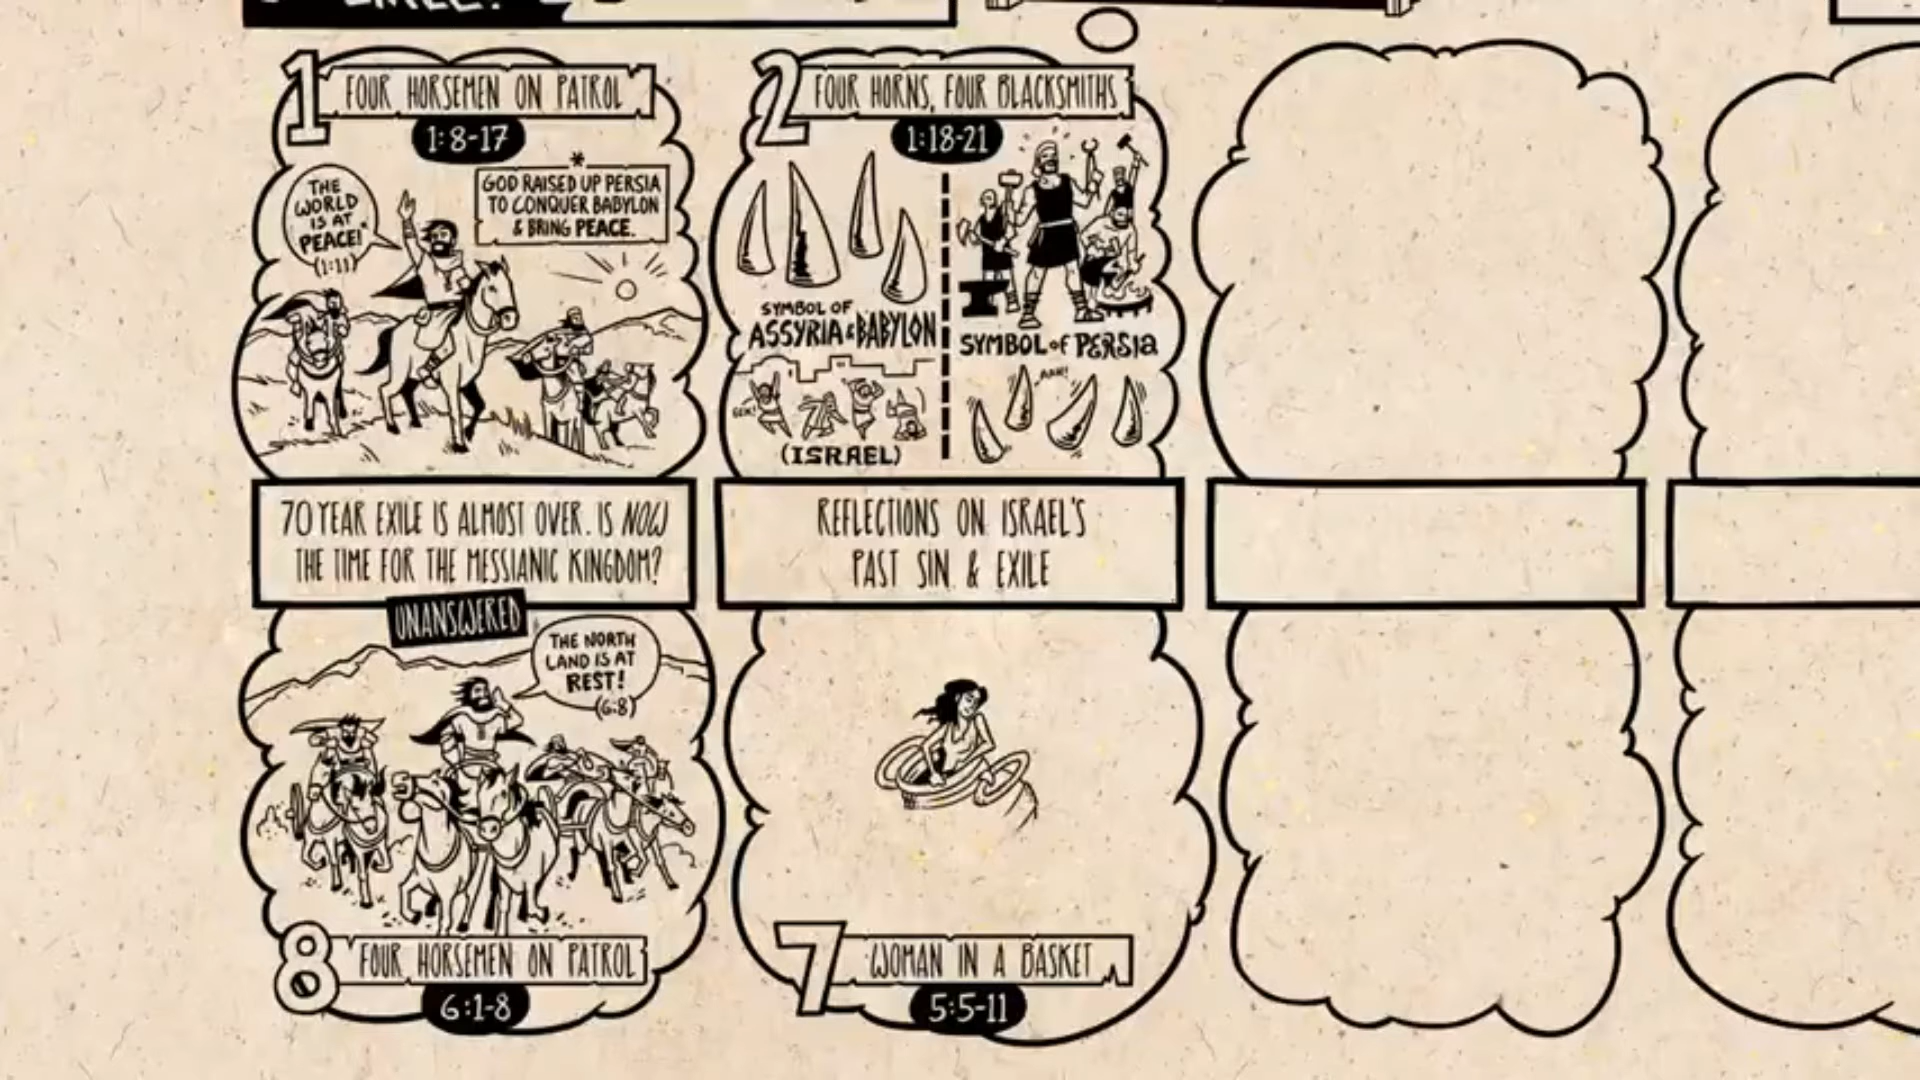 1
FOUR HORSEMEN ON PATROL
1:8-17
THE
WORLD
IS AT
PEACE!*
(1:11)
*
GOD RAISED UP PERSIA
TO CONQUER BABYLON
& BRING PEACE.
70 YEAR EXILE IS ALMOST OVER. IS NOW
THE TIME FOR THE MESSIANIC KINGDOM?
UNANSWERED
THE NORTH
LAND IS AT
REST!
(6:8)
8
FOUR HORSEMEN ON PATROL
6:1-8
2
FOUR HORNS, FOUR BLACKSMITHS
1:18-21
SYMBOL OF
ASSYRIA & BABYLON
EEK!
(ISRAEL)
SYMBOL of PERSIA
AHH!
REFLECTIONS ON ISRAEL'S
PAST SIN & EXILE
7
WOMAN IN A BASKET
5:5-11